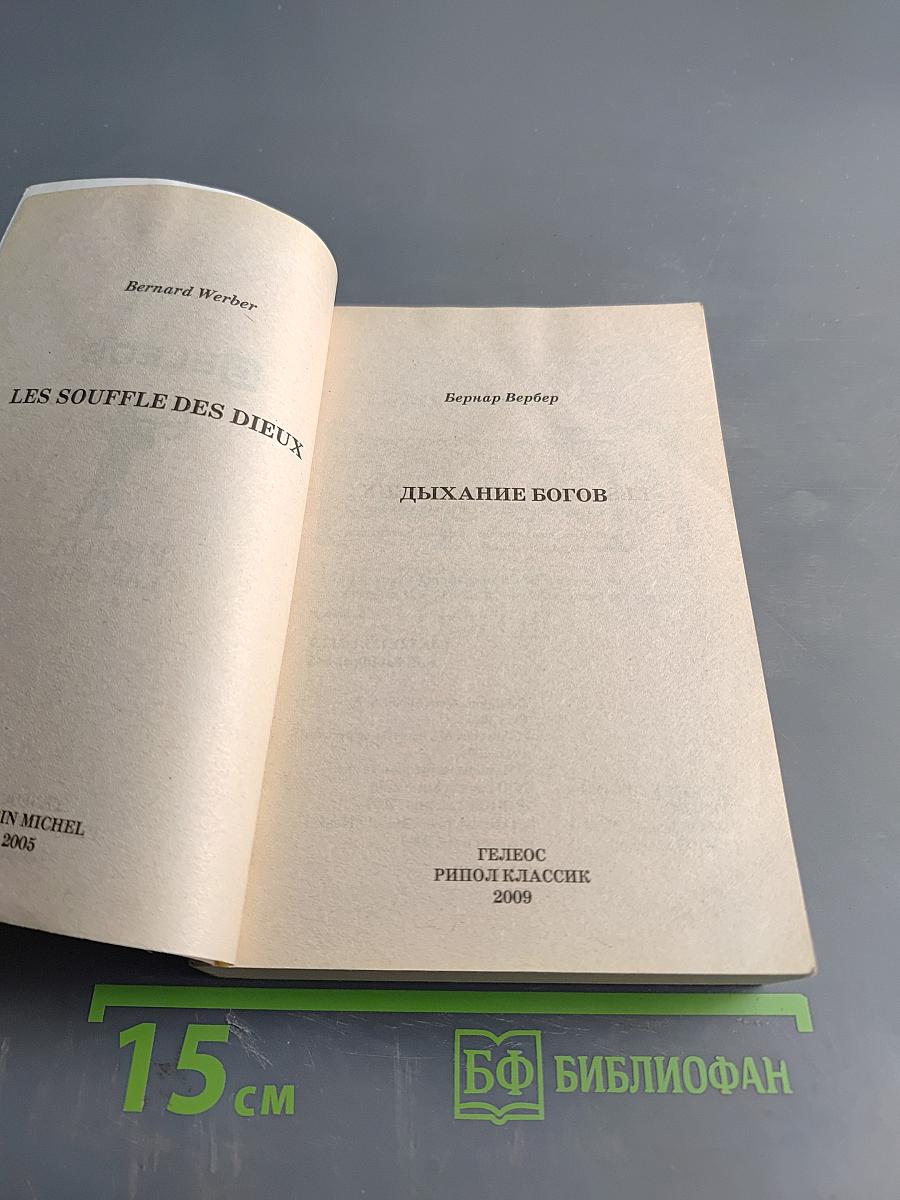 Bernard Werber
LES SOUFFLE DES DIEUX
IN MICHEL
2005
Бернар Вербер
ДЫХАНИЕ БОГОВ
ГЕЛЕОС
РИПОЛ КЛАССИК
2009
15 см
БФ БИБЛИОФАН